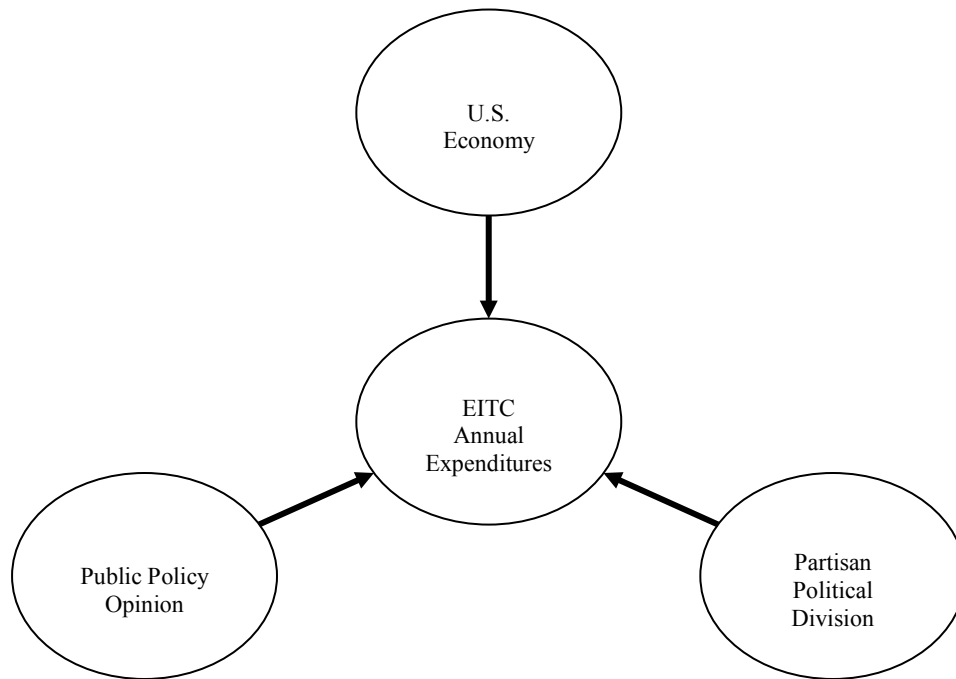 U.S.
Economy
EITC
Annual
Expenditures
Public Policy
Opinion
Partisan
Political
Division